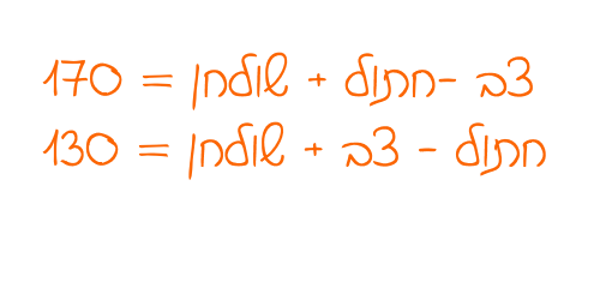 צב - חתול + שולחן = 170
חתול - צב + שולחן = 130